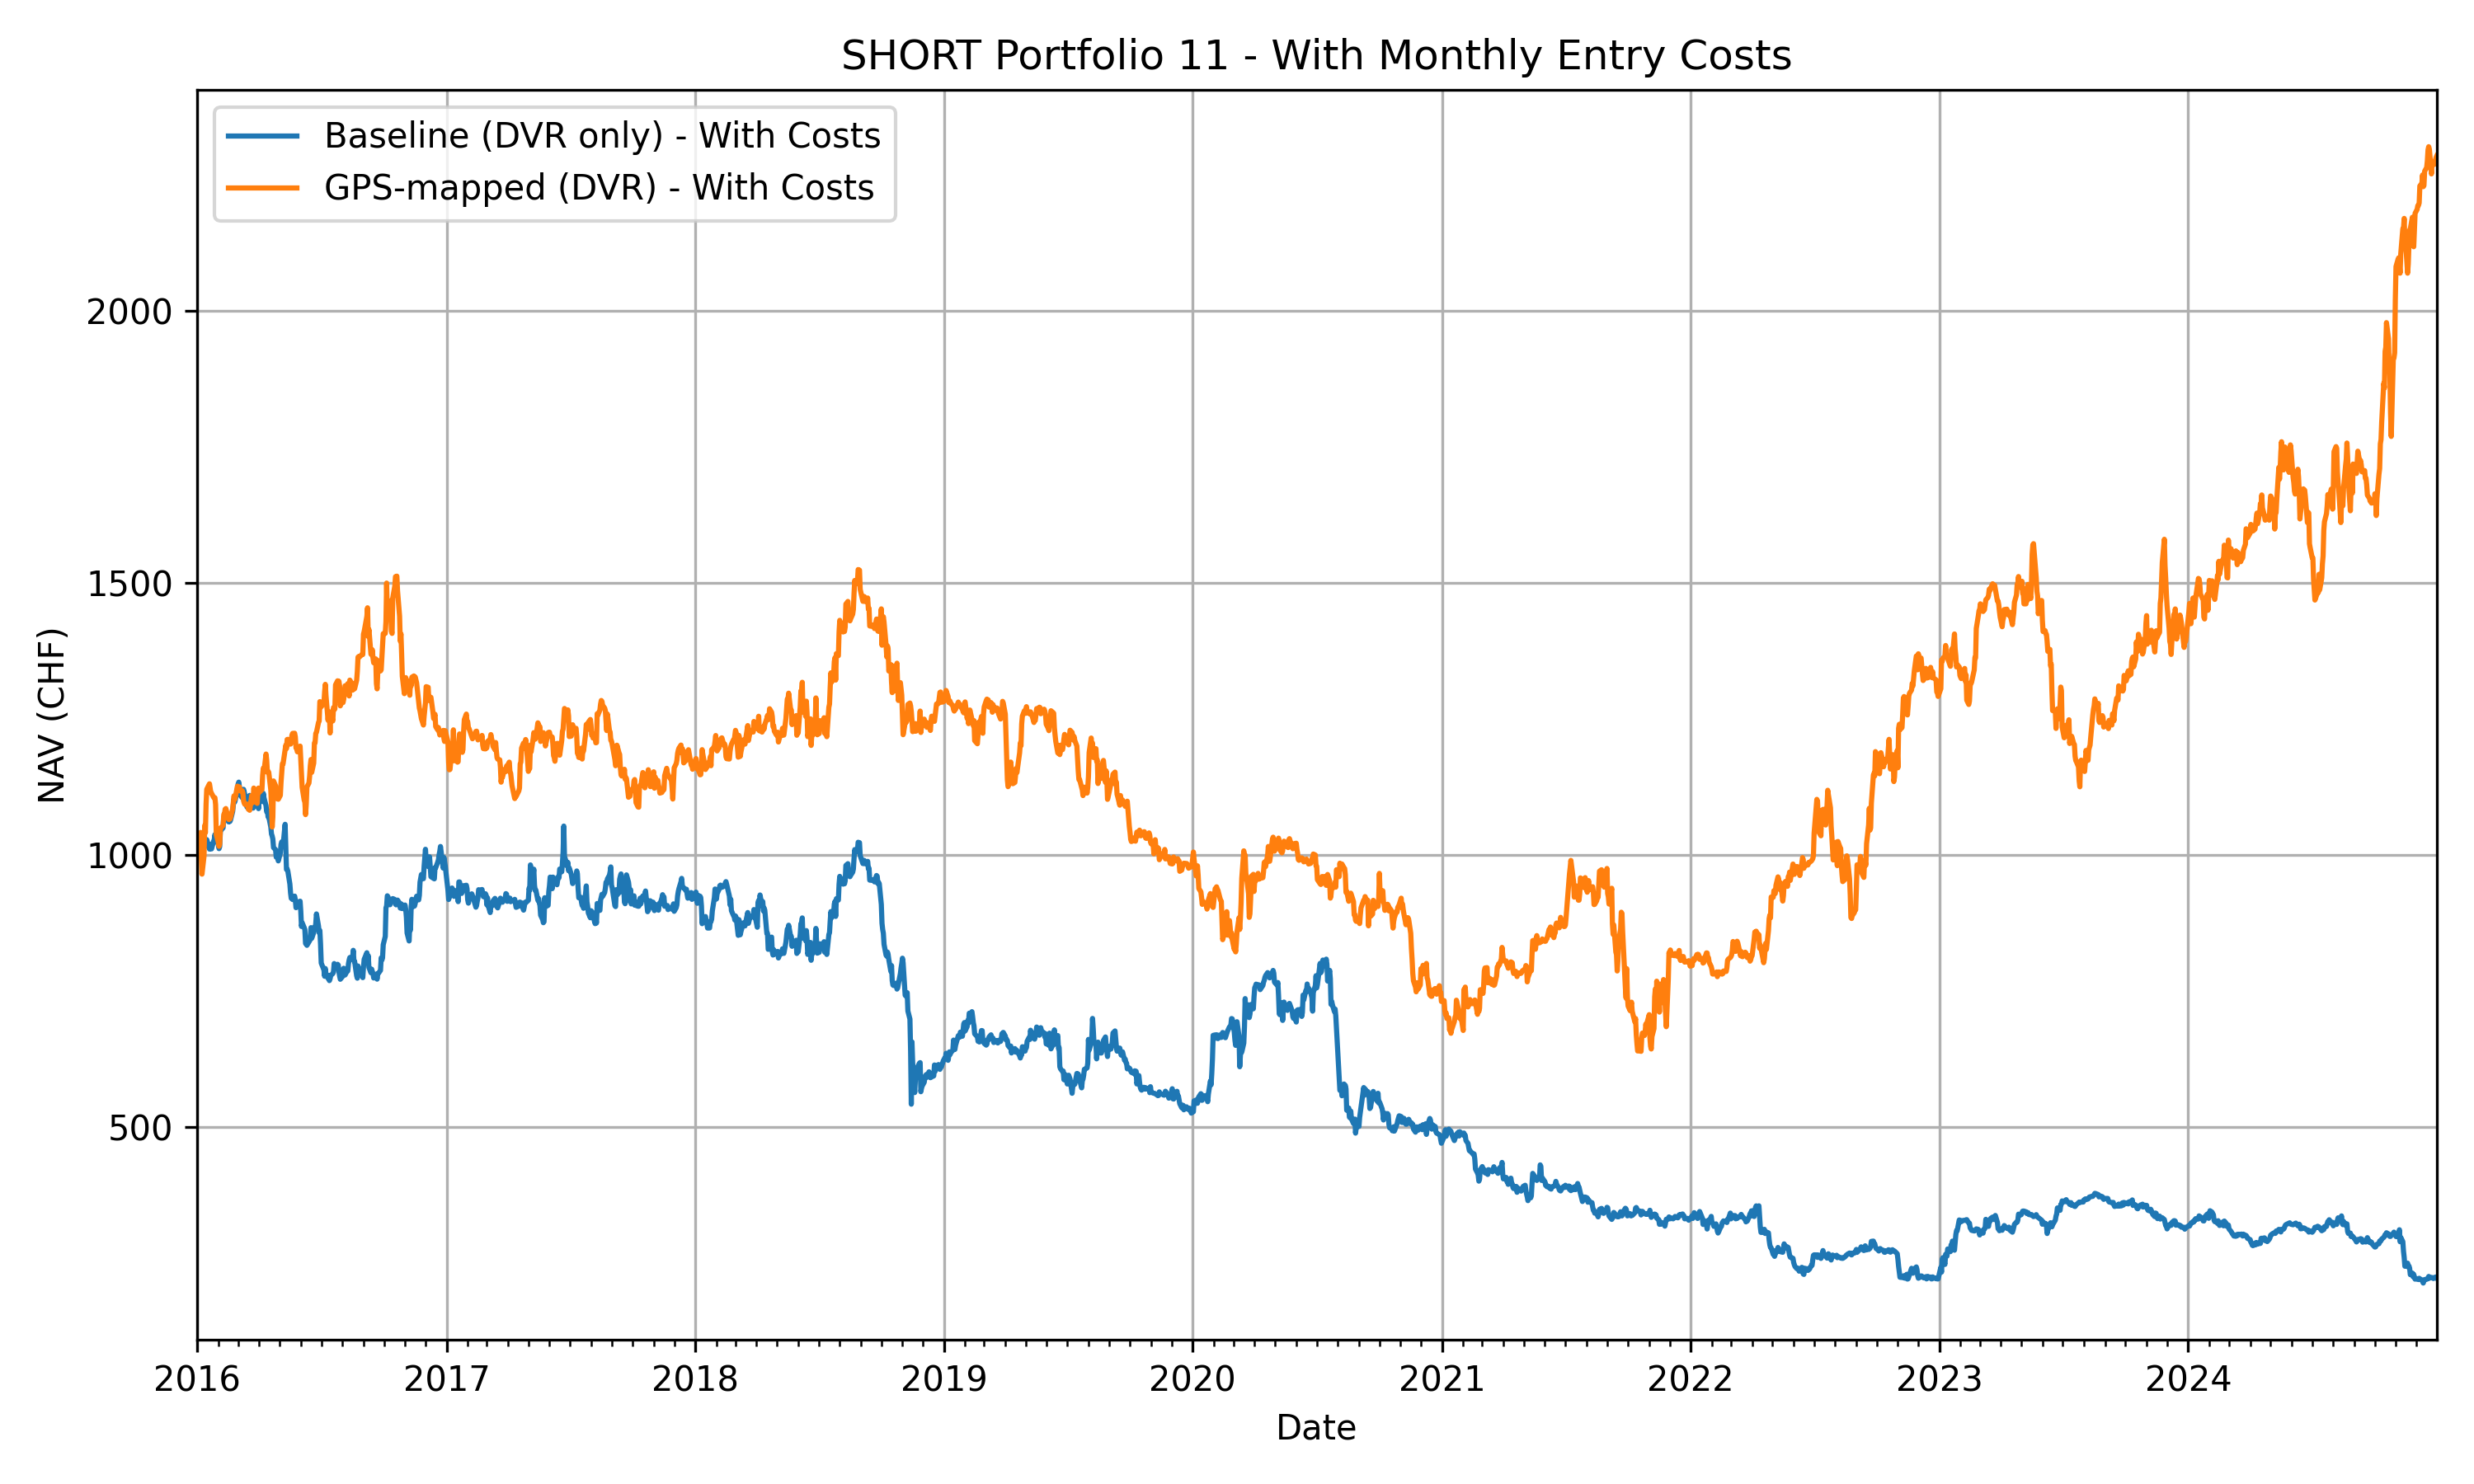 SHORT Portfolio 11 - With Monthly Entry Costs
Baseline (DVR only) - With Costs
GPS-mapped (DVR) - With Costs
NAV (CHF)
2000
1500
1000
500
2016 2017 2018 2019 2020 2021 2022 2023 2024
Date